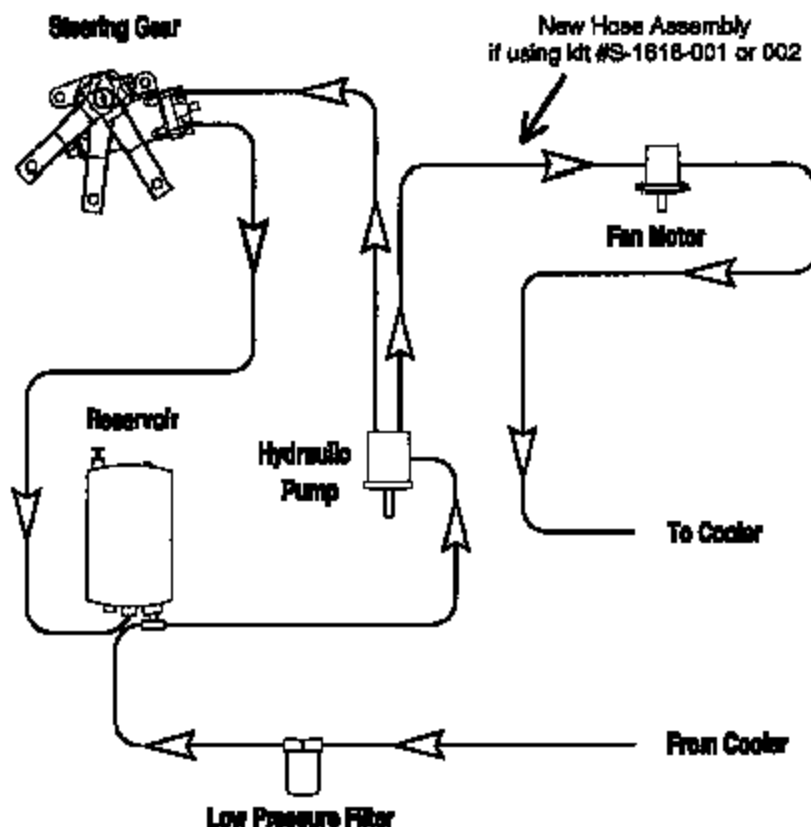 Steering Gear
New Hose Assembly
if using kit #S-1616-001 or 002
Fan Motor
Reservoir
Hydraulic
Pump
To Cooler
From Cooler
Low Pressure Filter